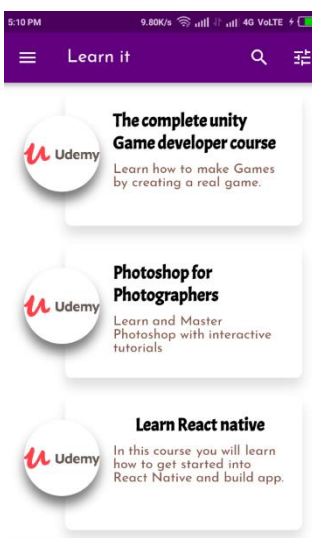 5:10 PM 9.80K/s 4G VoLTE
Learn it
The complete unity
Game developer course
Udemy
Learn how to make Games
by creating a real game.
Photoshop for
Photographers
Udemy
Learn and Master
Photoshop with interactive
tutorials
Learn React native
Udemy
In this course you will learn
how to get started into
React Native and build app.